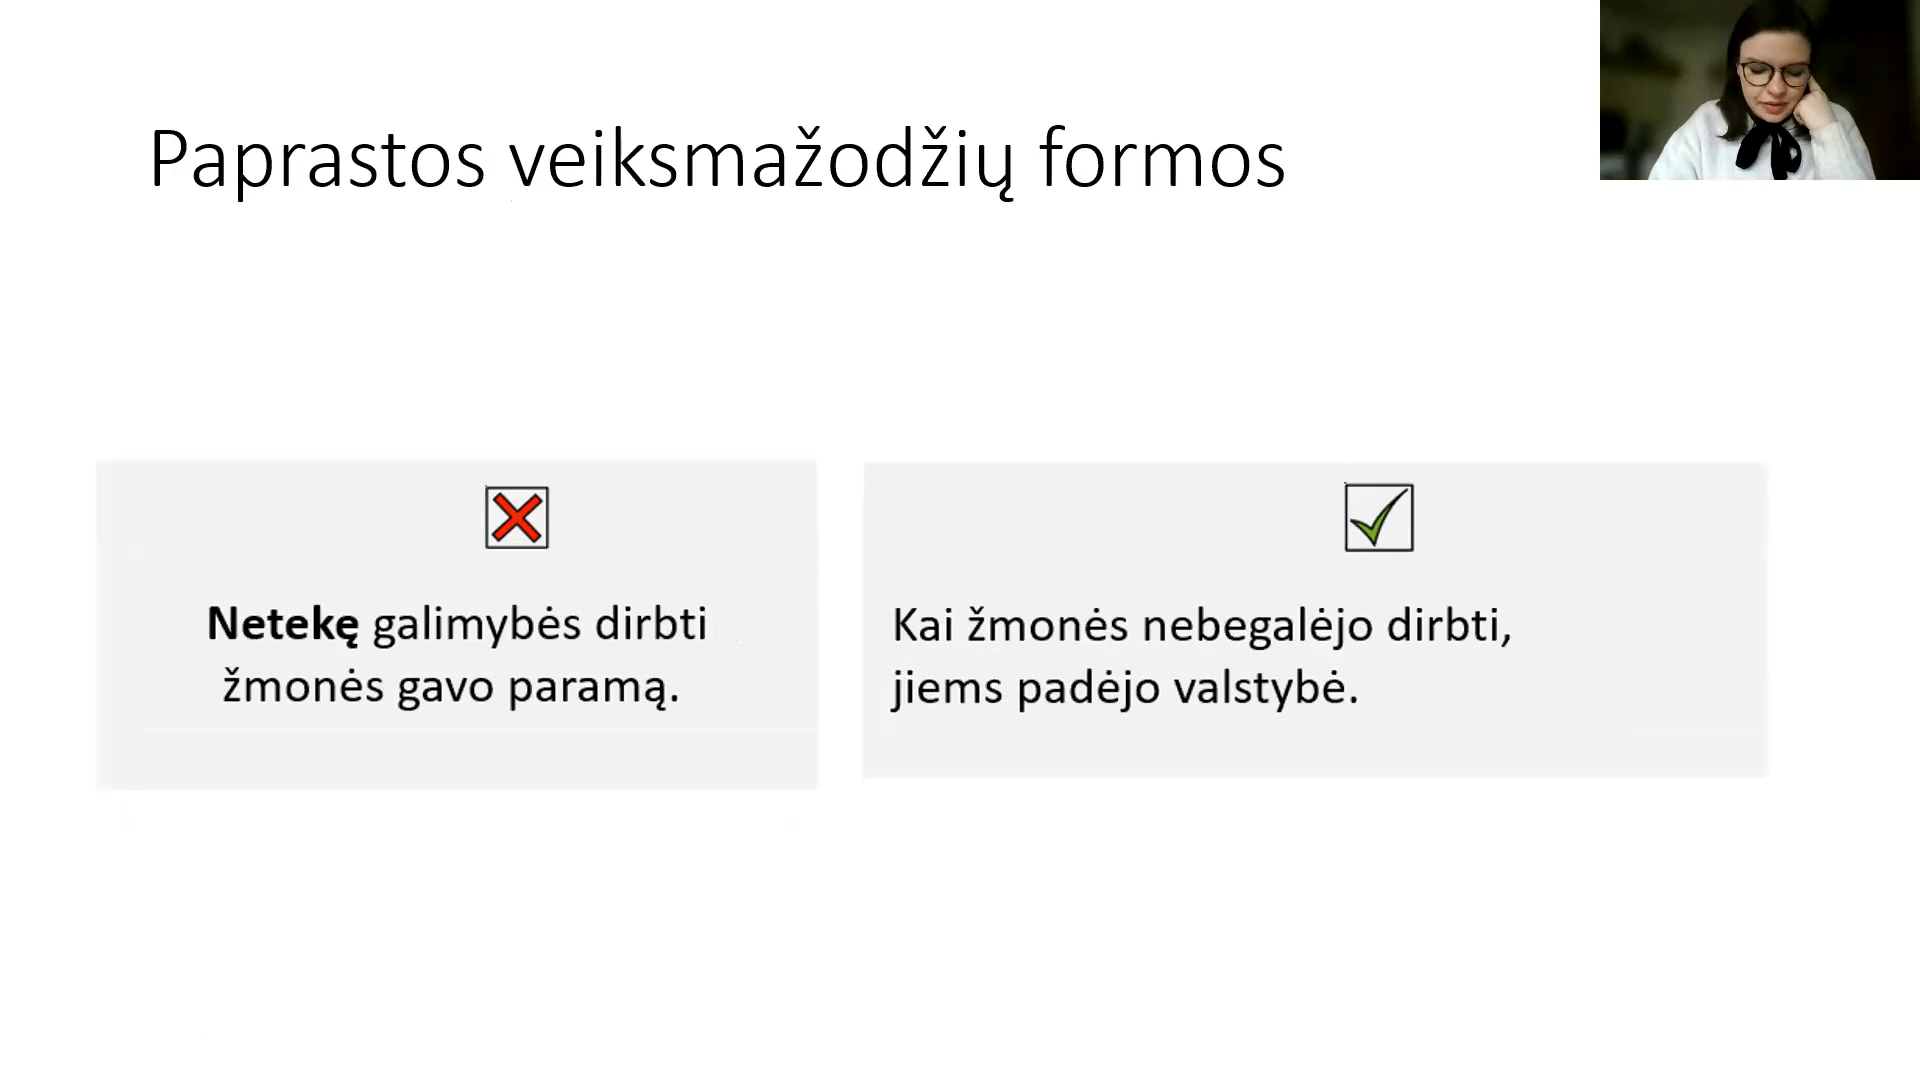 Paprastos veiksmažodžių formos
Netekę galimybės dirbti
žmonės gavo paramą.
Kai žmonės nebegalėjo dirbti,
jiems padėjo valstybė.